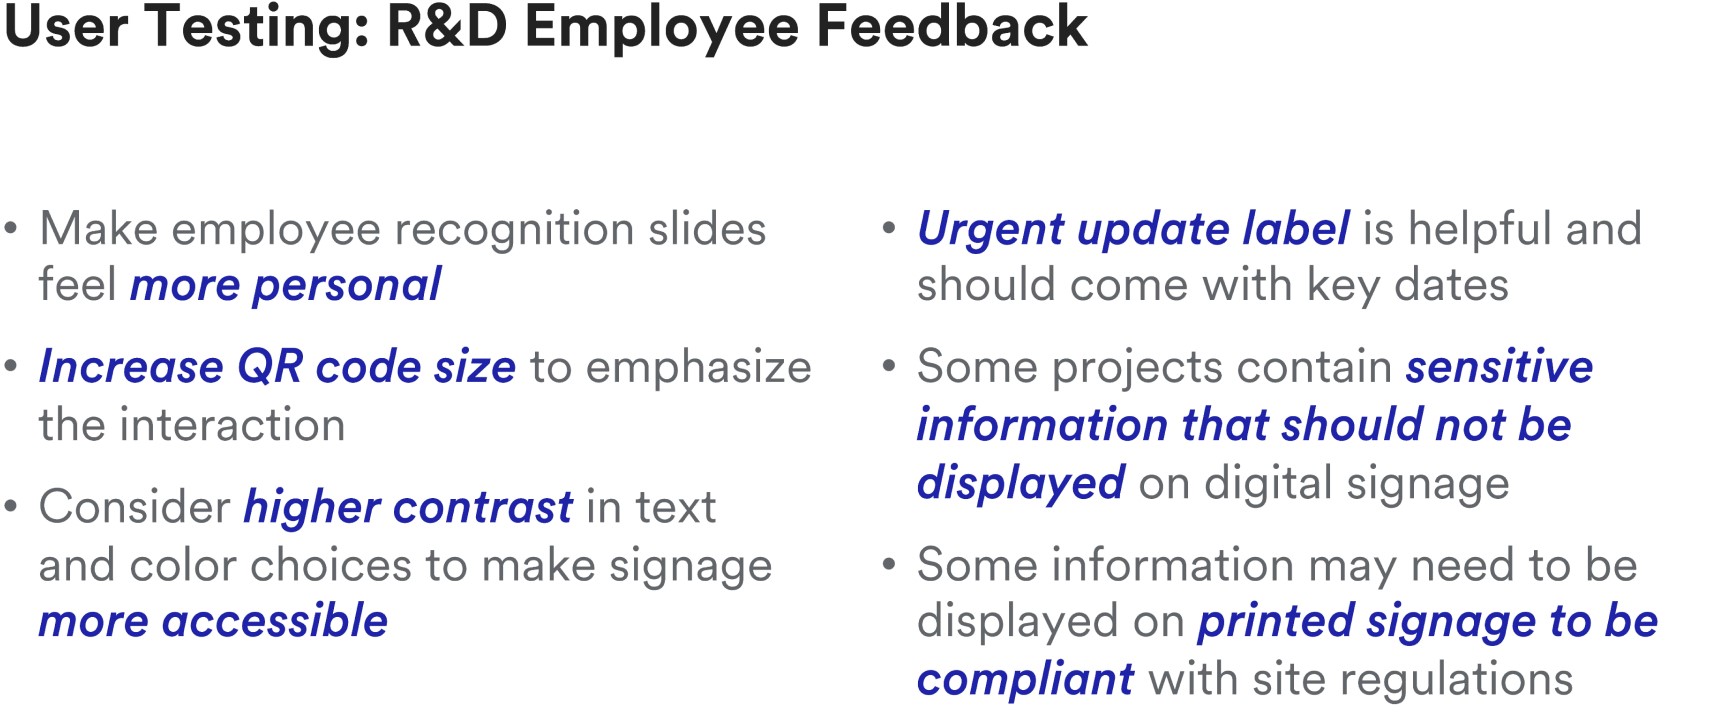 User Testing: R&D Employee Feedback
• Make employee recognition slides
feel more personal
• Increase QR code size to emphasize
the interaction
• Consider higher contrast in text
and color choices to make signage
more accessible
• Urgent update label is helpful and
should come with key dates
• Some projects contain sensitive
information that should not be
displayed on digital signage
• Some information may need to be
displayed on printed signage to be
compliant with site regulations